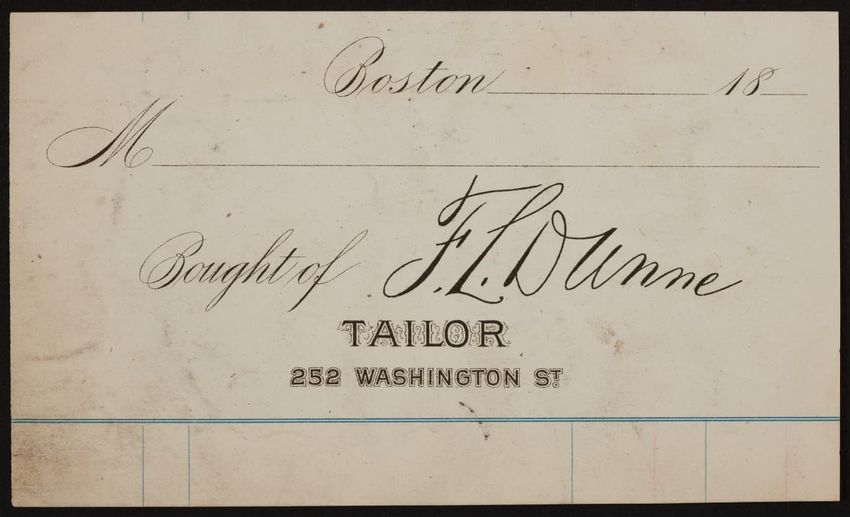 Boston 18
M
Bought of F. L. Dunne
TAILOR
252 WASHINGTON ST.